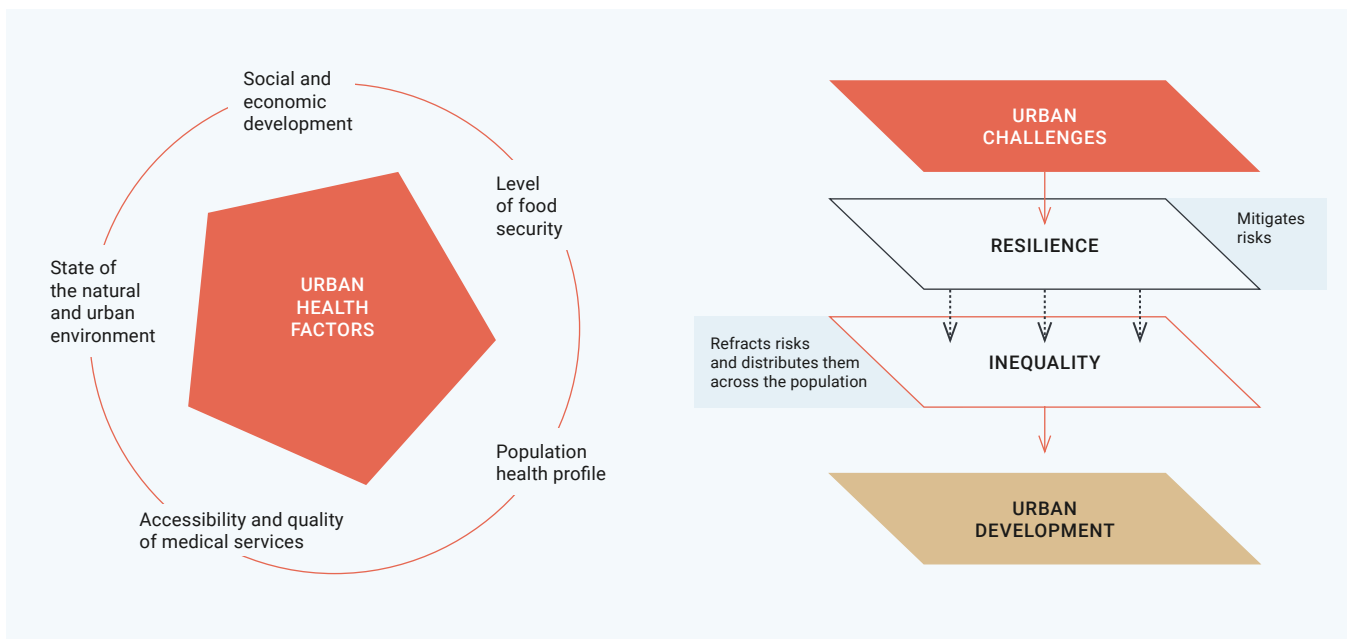 Social and
economic
development
Level
of food
security
Population
health profile
Accessibility and quality
of medical services
State of
the natural
and urban
environment
URBAN
HEALTH
FACTORS
URBAN
CHALLENGES
RESILIENCE
Mitigates
risks
Refracts risks
and distributes them
across the population
INEQUALITY
URBAN
DEVELOPMENT